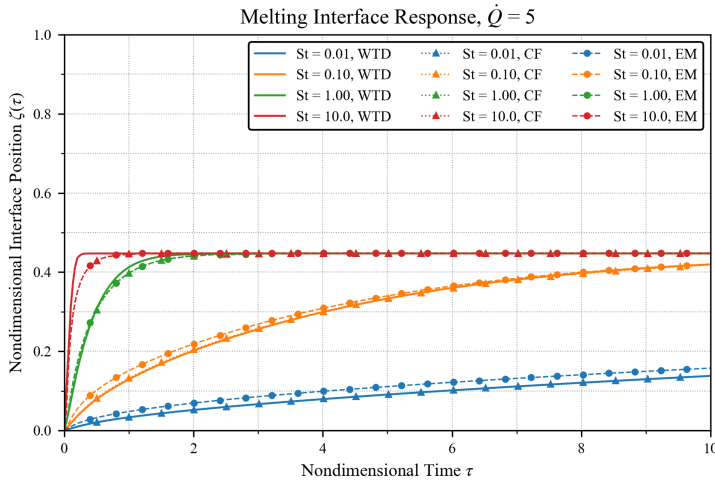 Melting Interface Response, Q̇ = 5
Nondimensional Interface Position ζ(τ)
1.0
0.8
0.6
0.4
0.2
0.0
St = 0.01, WTD
St = 0.10, WTD
St = 1.00, WTD
St = 10.0, WTD
St = 0.01, CF
St = 0.10, CF
St = 1.00, CF
St = 10.0, CF
St = 0.01, EM
St = 0.10, EM
St = 1.00, EM
St = 10.0, EM
0 2 4 6 8 10
Nondimensional Time τ